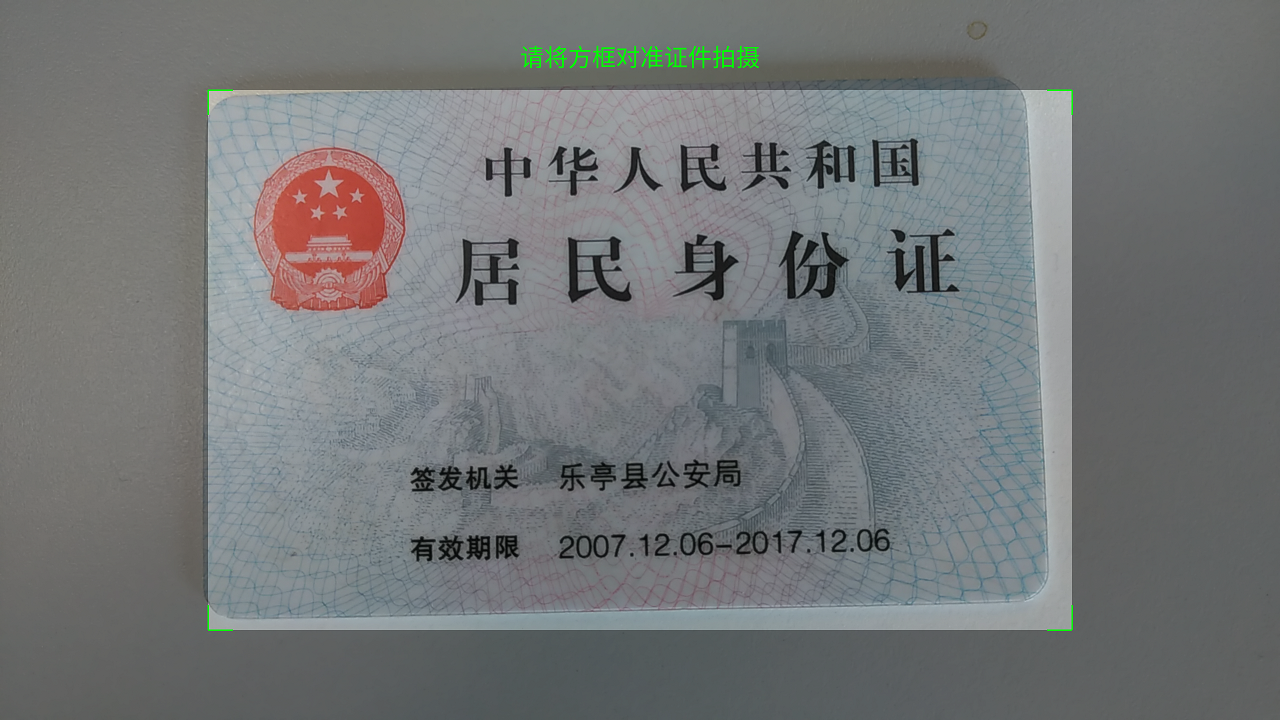 请将方框对准证件拍摄
中华人民共和国
居民身份证
签发机关 乐亭县公安局
有效期限 2007.12.06-2017.12.06